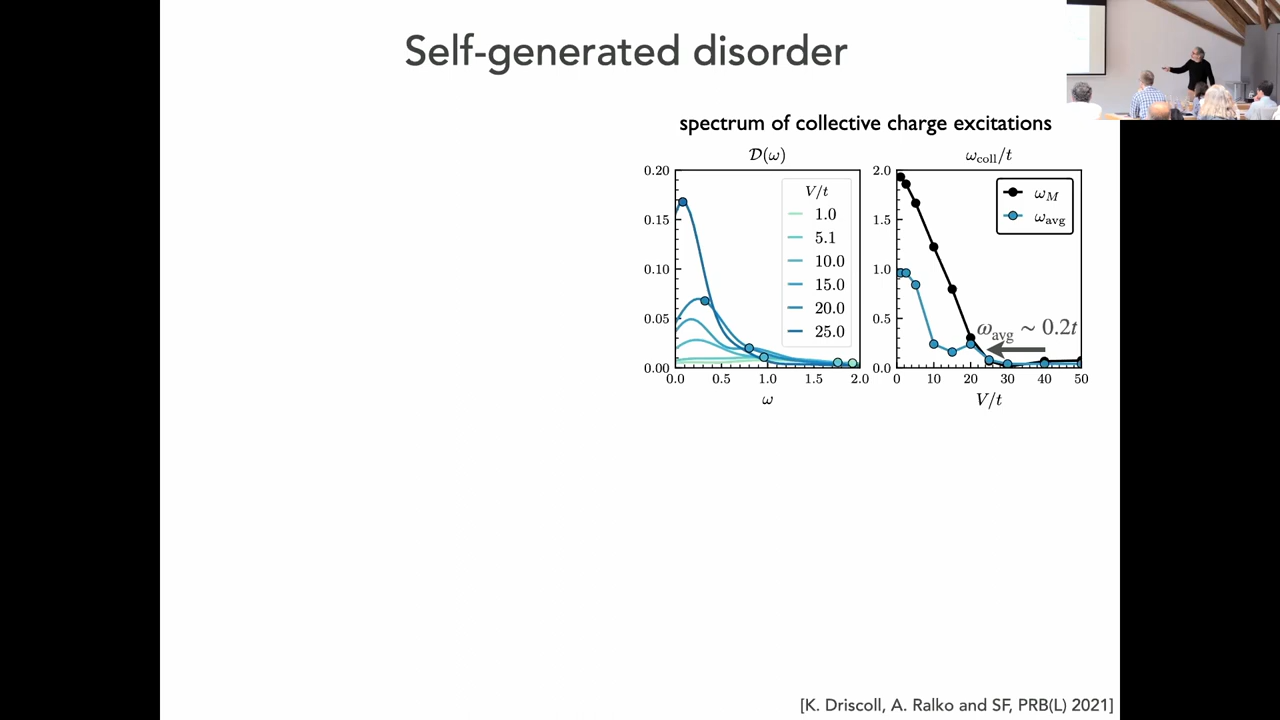 Self-generated disorder
spectrum of collective charge excitations
𝒟(ω)
0.20
0.15
0.10
0.05
0.00
0.0 0.5 1.0 1.5 2.0
ω
V/t
1.0
5.1
10.0
15.0
20.0
25.0
ω_coll/t
2.0
1.5
1.0
0.5
0.0
0 10 20 30 40 50
V/t
ω_M
ω_avg
ω_avg ∼ 0.2t
[K. Driscoll, A. Ralko and SF, PRB(L) 2021]